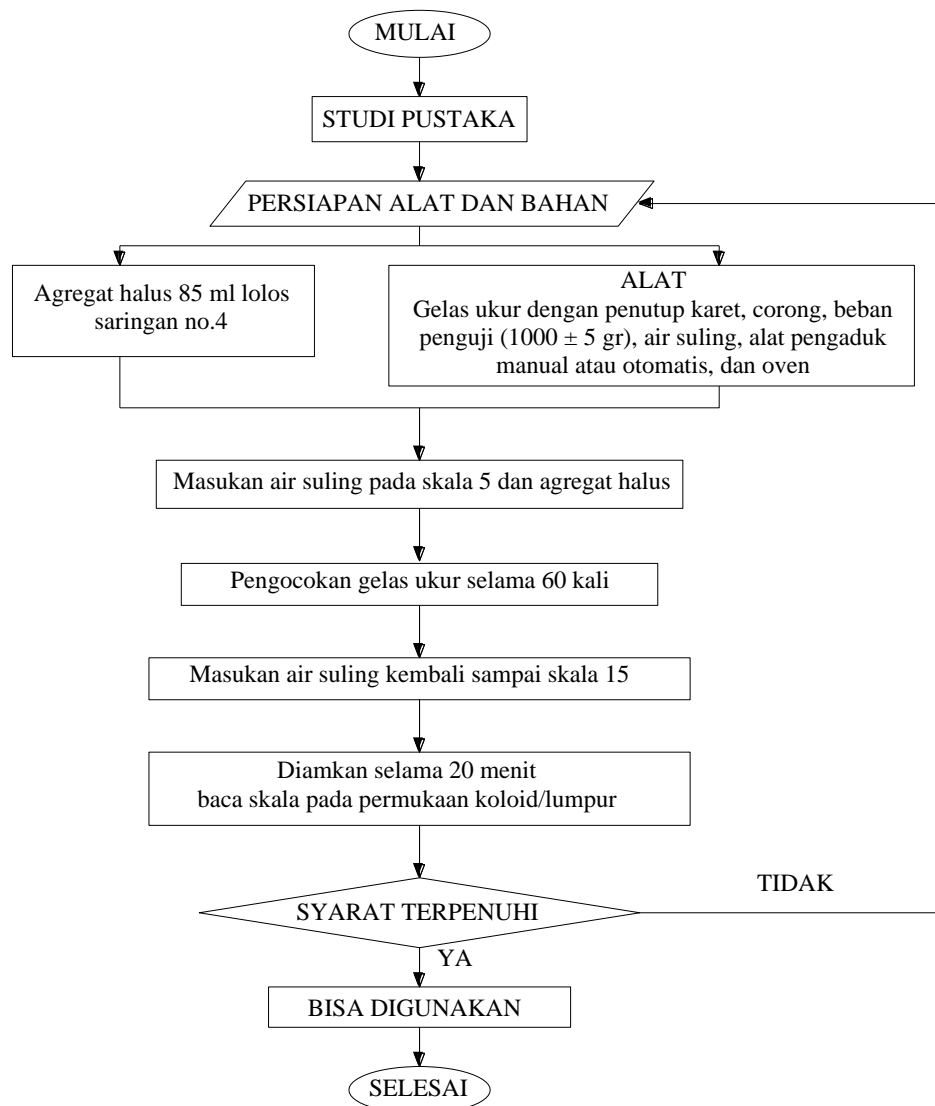 MULAI
STUDI PUSTAKA
PERSIAPAN ALAT DAN BAHAN
Agregat halus 85 ml lolos
saringan no.4
ALAT
Gelas ukur dengan penutup karet, corong, beban
penguji (1000 ± 5 gr), air suling, alat pengaduk
manual atau otomatis, dan oven
Masukan air suling pada skala 5 dan agregat halus
Pengocokan gelas ukur selama 60 kali
Masukan air suling kembali sampai skala 15
Diamkan selama 20 menit
baca skala pada permukaan koloid/lumpur
SYARAT TERPENUHI
TIDAK
YA
BISA DIGUNAKAN
SELESAI